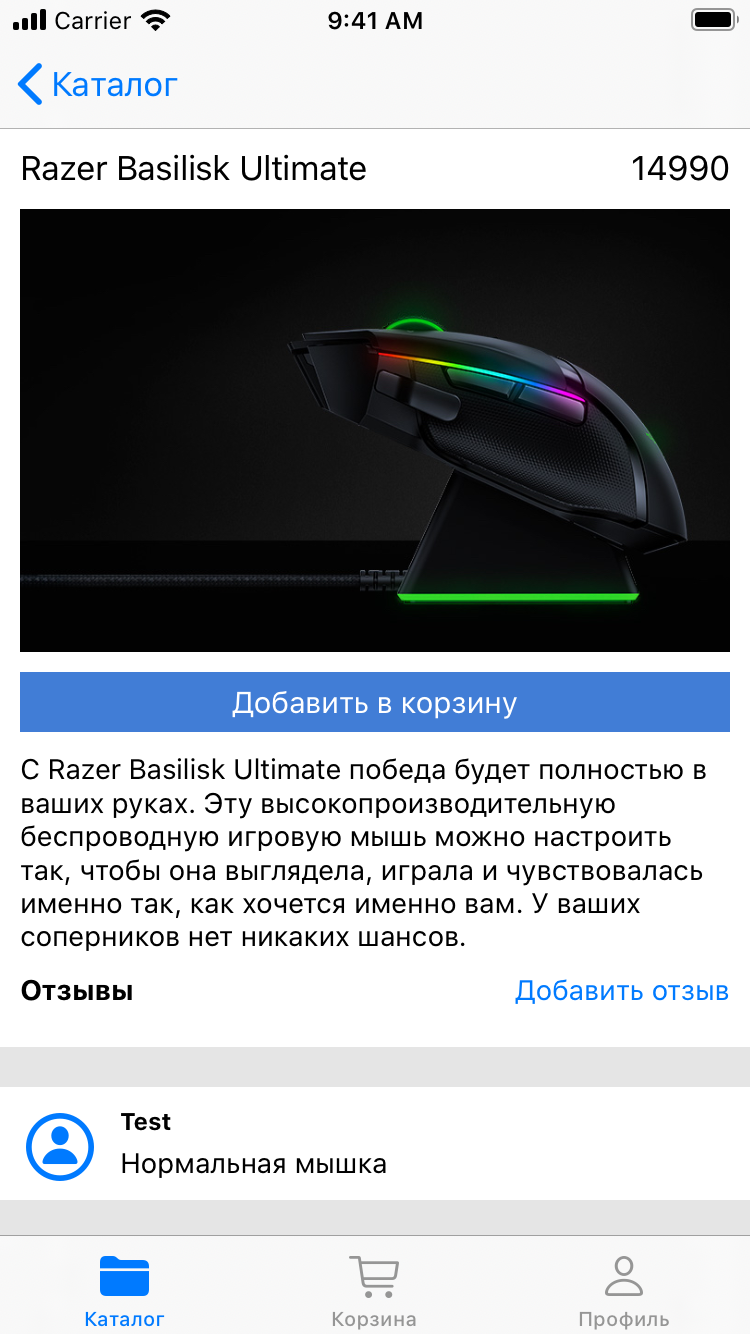 Carrier 9:41 AM
Каталог
Razer Basilisk Ultimate 14990
Добавить в корзину
С Razer Basilisk Ultimate победа будет полностью в
ваших руках. Эту высокопроизводительную
беспроводную игровую мышь можно настроить
так, чтобы она выглядела, играла и чувствовалась
именно так, как хочется именно вам. У ваших
соперников нет никаких шансов.
Отзывы Добавить отзыв
Test
Нормальная мышка
Каталог Корзина Профиль